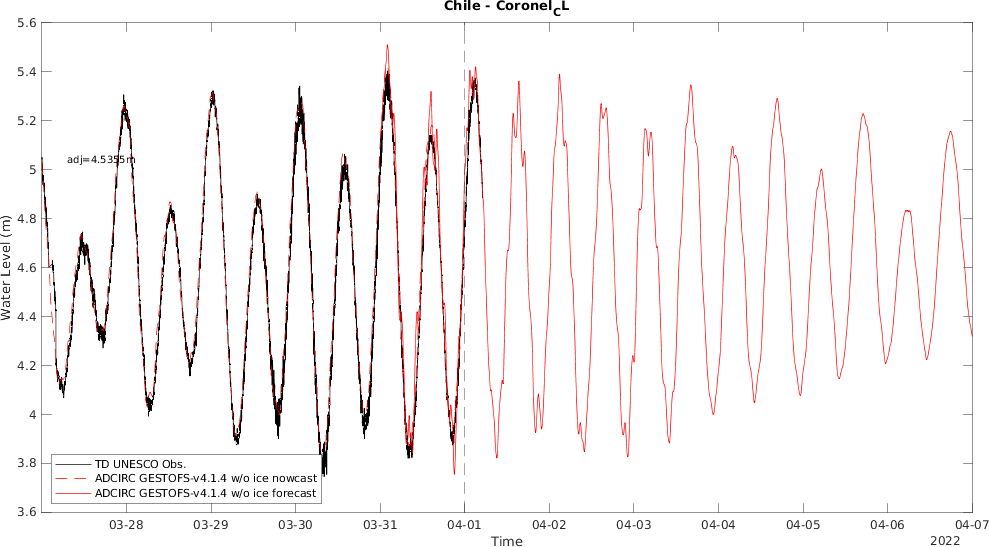 Chile - Coronel_CL
5.6
5.4
5.2
5
4.8
4.6
4.4
4.2
4
3.8
3.6
Water Level (m)
adj=4.5355m
TD UNESCO Obs.
ADCIRC GESTOFS-v4.1.4 w/o ice nowcast
ADCIRC GESTOFS-v4.1.4 w/o ice forecast
03-28 03-29 03-30 03-31 04-01 04-02 04-03 04-04 04-05 04-06 04-07
Time
2022